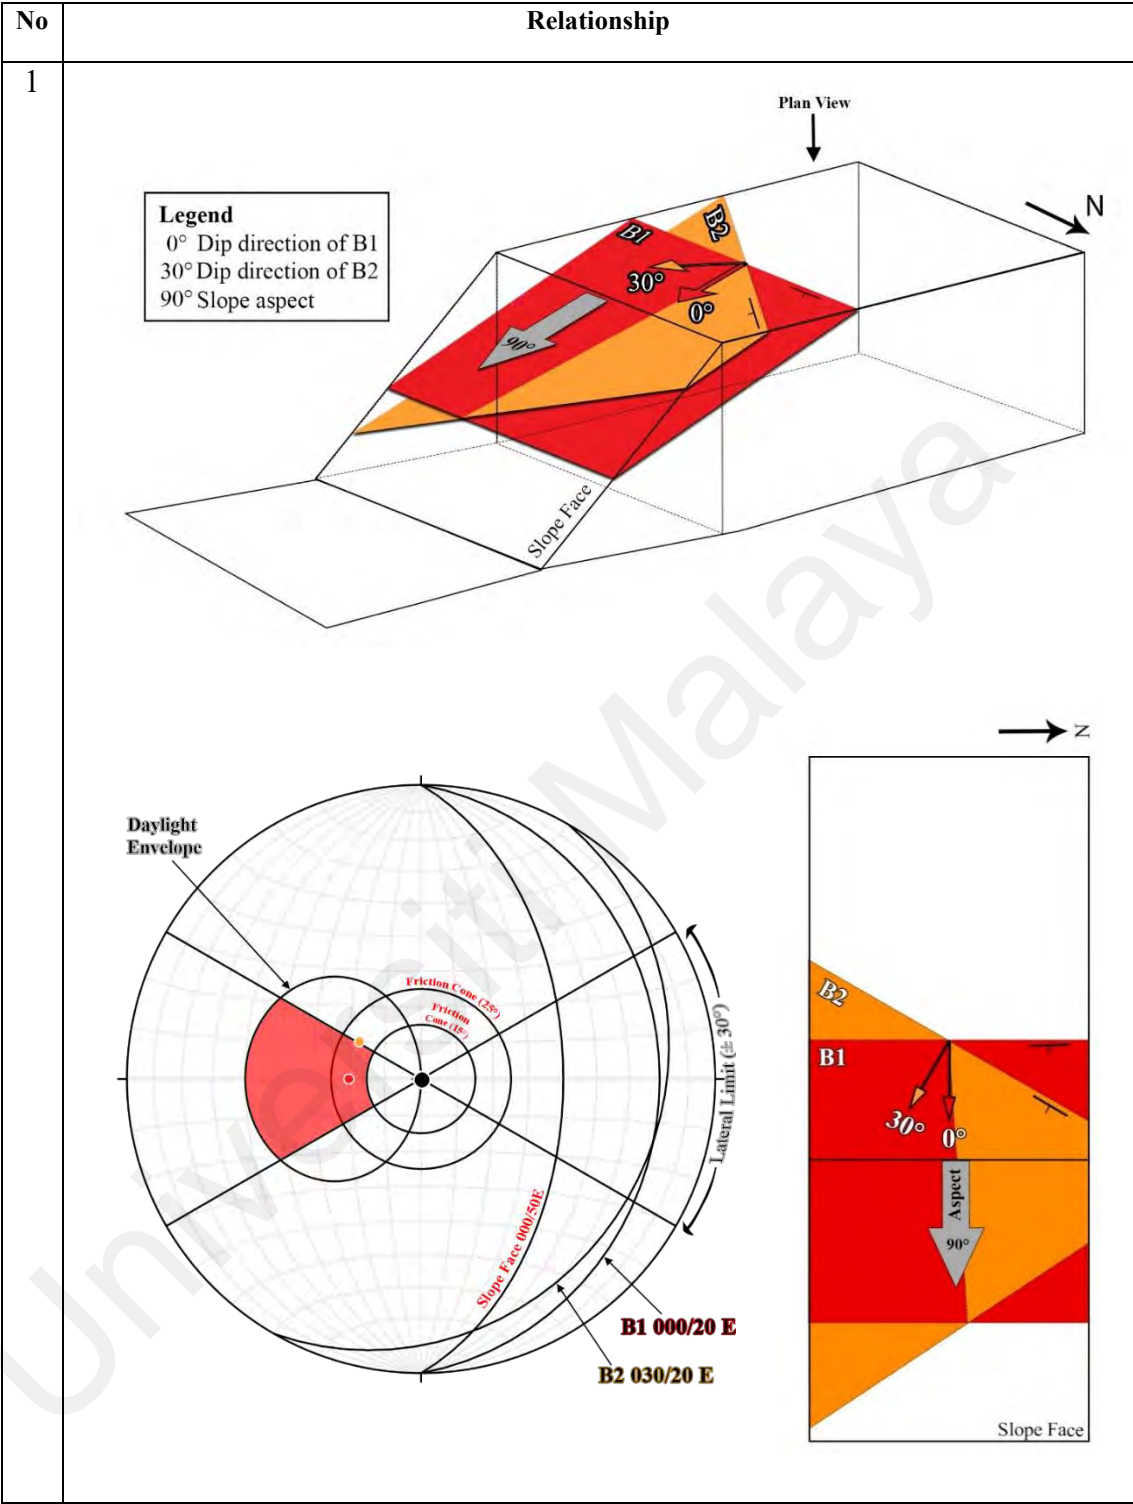 No
Relationship
1
Plan View
N
Legend
0° Dip direction of B1
30° Dip direction of B2
90° Slope aspect
B1
B2
30°
0°
90°
Slope Face
N
Daylight
Envelope
Friction Cone (25°)
Friction
Cone (15°)
Lateral Limit (± 30°)
Slope Face 000/50E
B1 000/20 E
B2 030/20 E
B2
B1
30°
0°
Aspect
90°
Slope Face
Universiti Malaya